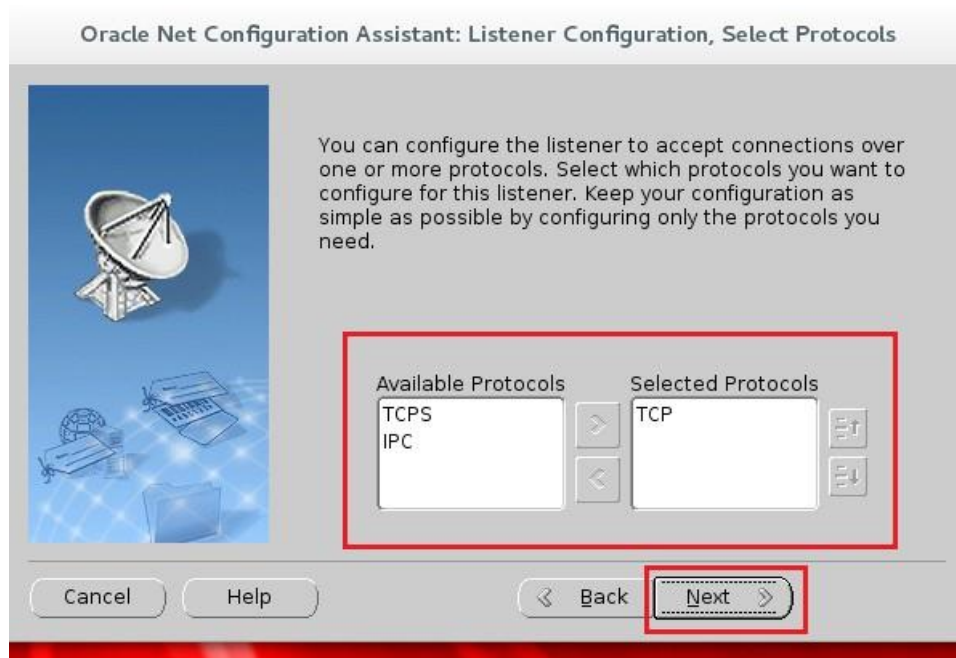 Oracle Net Configuration Assistant: Listener Configuration, Select Protocols
You can configure the listener to accept connections over
one or more protocols. Select which protocols you want to
configure for this listener. Keep your configuration as
simple as possible by configuring only the protocols you
need.
Available Protocols
TCPS
IPC
Selected Protocols
TCP
Cancel
Help
Back
Next